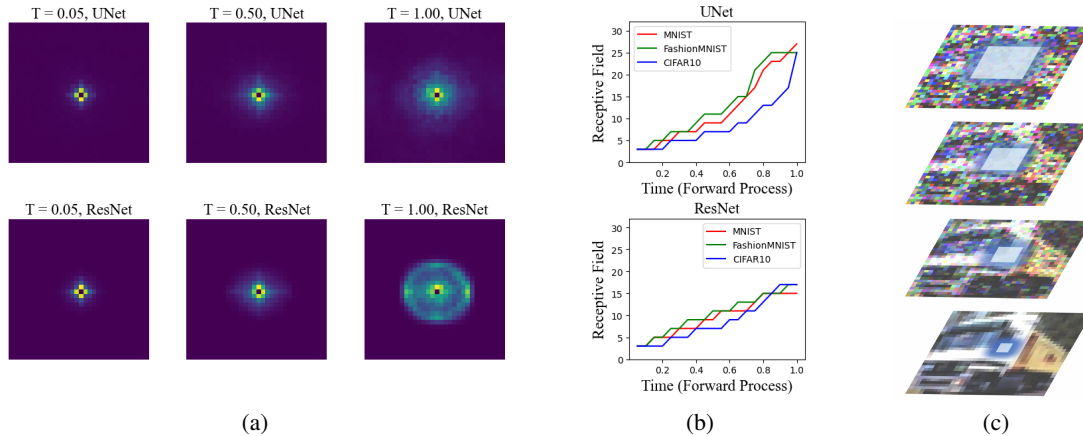 T = 0.05, UNet
T = 0.50, UNet
T = 1.00, UNet
T = 0.05, ResNet
T = 0.50, ResNet
T = 1.00, ResNet
(a)
UNet
MNIST
FashionMNIST
CIFAR10
Receptive Field
30
25
20
15
10
5
0
0.2 0.4 0.6 0.8 1.0
Time (Forward Process)
ResNet
MNIST
FashionMNIST
CIFAR10
Receptive Field
30
25
20
15
10
5
0
0.2 0.4 0.6 0.8 1.0
Time (Forward Process)
(b)
(c)